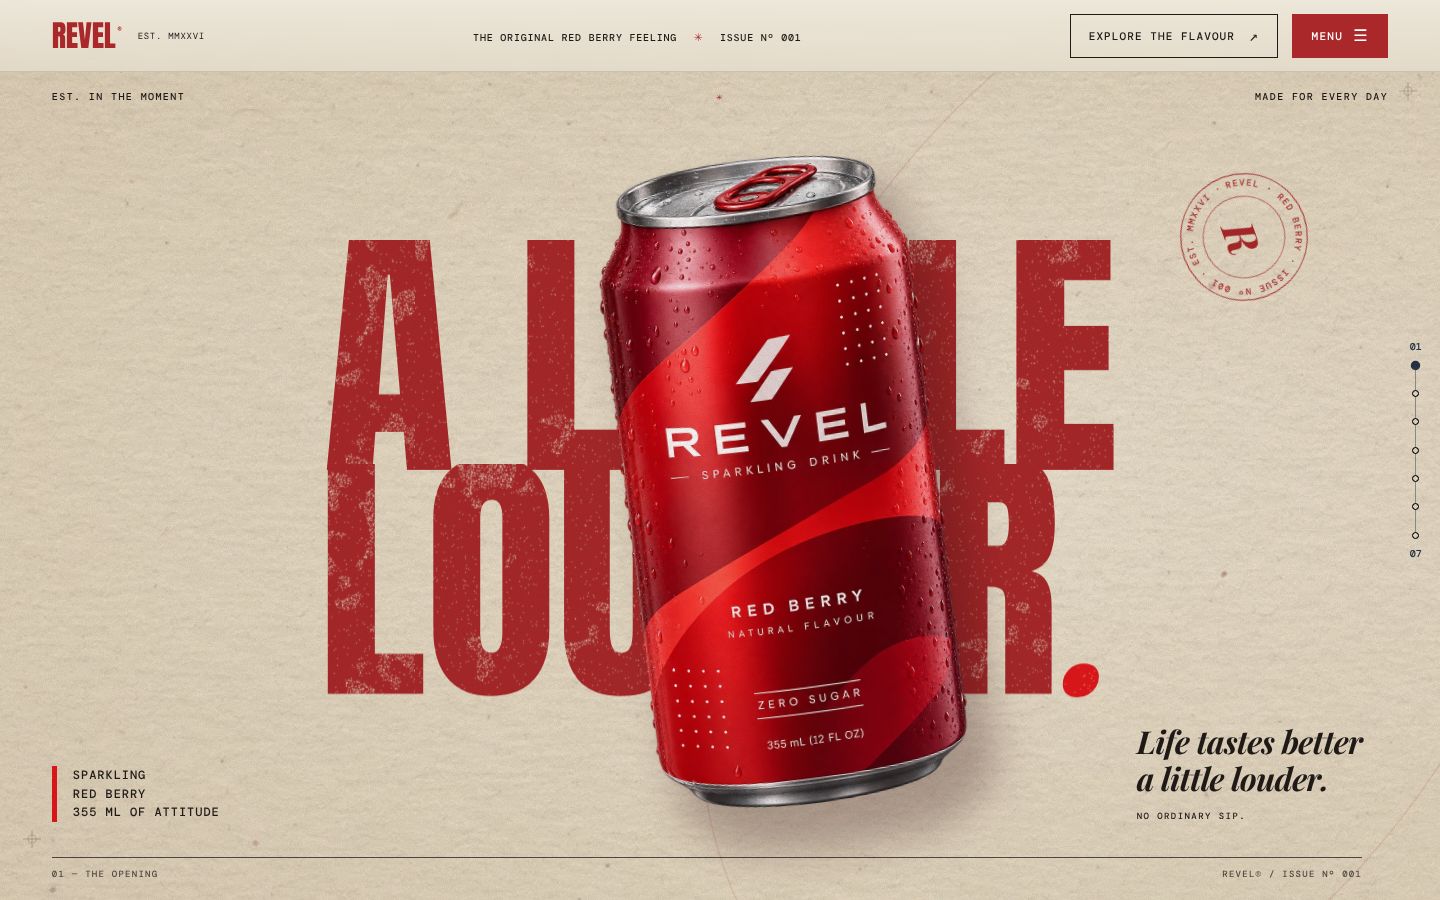 REVEL®
EST. MMXXVI
THE ORIGINAL RED BERRY FEELING ✳ ISSUE Nº 001
EXPLORE THE FLAVOUR ↗
MENU ☰
EST. IN THE MOMENT
MADE FOR EVERY DAY
A L LE
LOU R.
REVEL
SPARKLING DRINK
RED BERRY
NATURAL FLAVOUR
ZERO SUGAR
355 mL (12 FL OZ)
REVEL · RED BERRY · ISSUE Nº 001 · EST. MMXXVI ·
R
01
07
SPARKLING
RED BERRY
355 ML OF ATTITUDE
Life tastes better
a little louder.
NO ORDINARY SIP.
01 — THE OPENING
REVEL® / ISSUE Nº 001